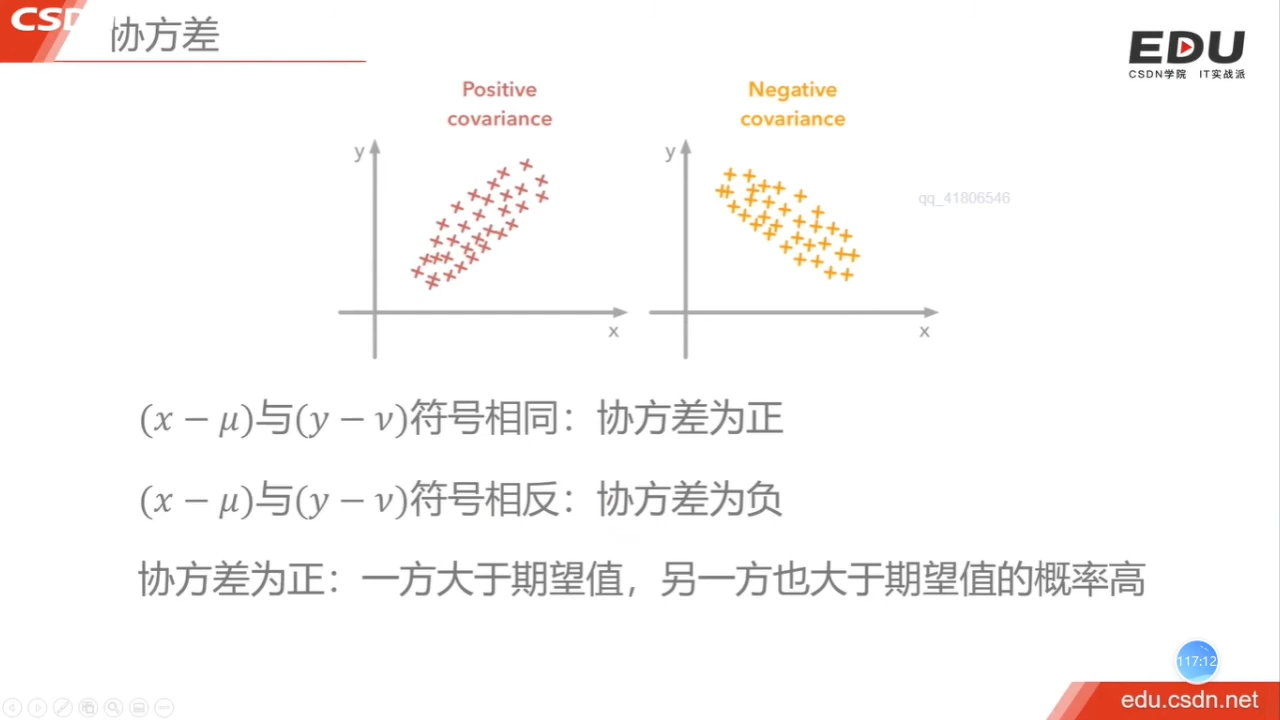 CSD
协方差
EDU
CSDN学院 IT实战派
Positive
covariance
Negative
covariance
y
x
y
x
qq_41806546
(x − μ)与(y − ν)符号相同：协方差为正
(x − μ)与(y − ν)符号相反：协方差为负
协方差为正：一方大于期望值，另一方也大于期望值的概率高
117:12
edu.csdn.net